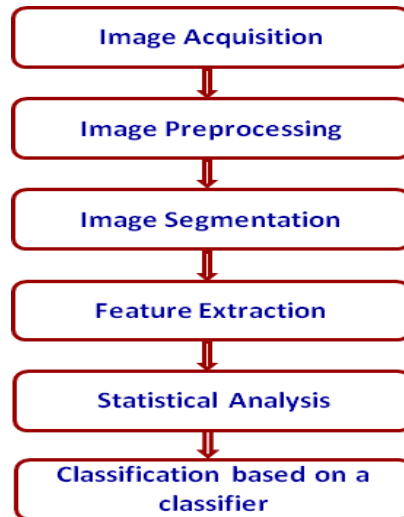 Image Acquisition
Image Preprocessing
Image Segmentation
Feature Extraction
Statistical Analysis
Classification based on a
classifier